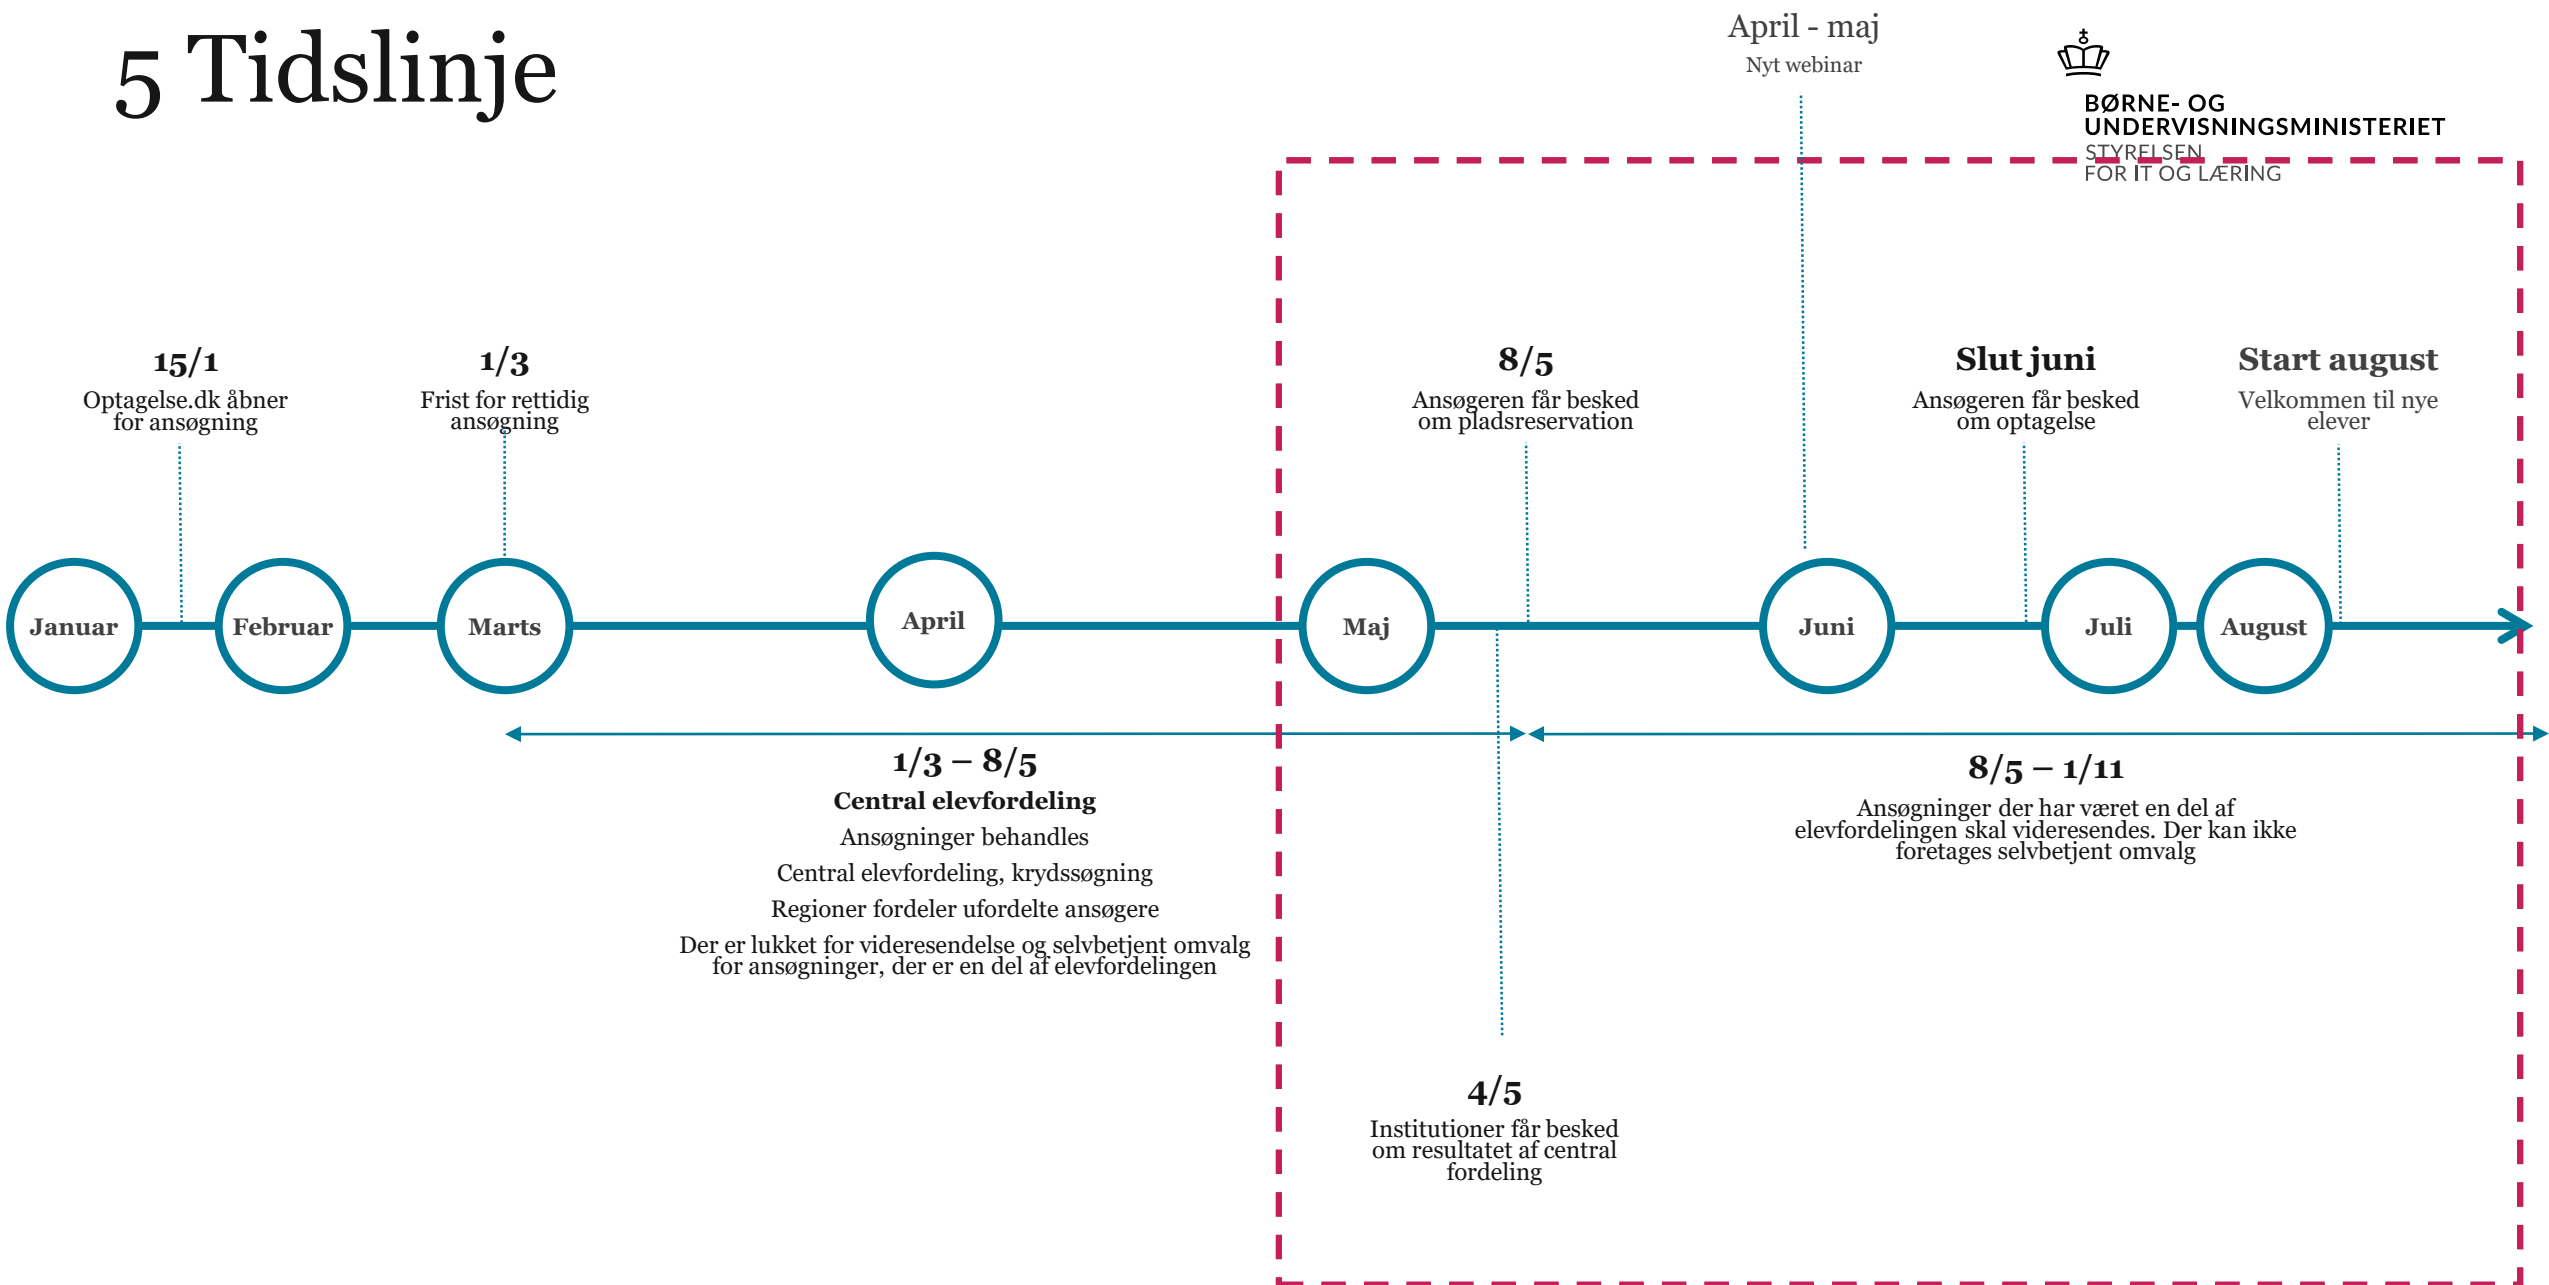 5 Tidslinje
April - maj
Nyt webinar
BØRNE- OG
UNDERVISNINGSMINISTERIET
STYRELSEN
FOR IT OG LÆRING
15/1
Optagelse.dk åbner
for ansøgning
1/3
Frist for rettidig
ansøgning
8/5
Ansøgeren får besked
om pladsreservation
Slut juni
Ansøgeren får besked
om optagelse
Start august
Velkommen til nye
elever
Januar
Februar
Marts
April
Maj
Juni
Juli
August
1/3 – 8/5
Central elevfordeling
Ansøgninger behandles
Central elevfordeling, krydssøgning
Regioner fordeler ufordelte ansøgere
Der er lukket for videresendelse og selvbetjent omvalg
for ansøgninger, der er en del af elevfordelingen
8/5 – 1/11
Ansøgninger der har været en del af
elevfordelingen skal videresendes. Der kan ikke
foretages selvbetjent omvalg
4/5
Institutioner får besked
om resultatet af central
fordeling